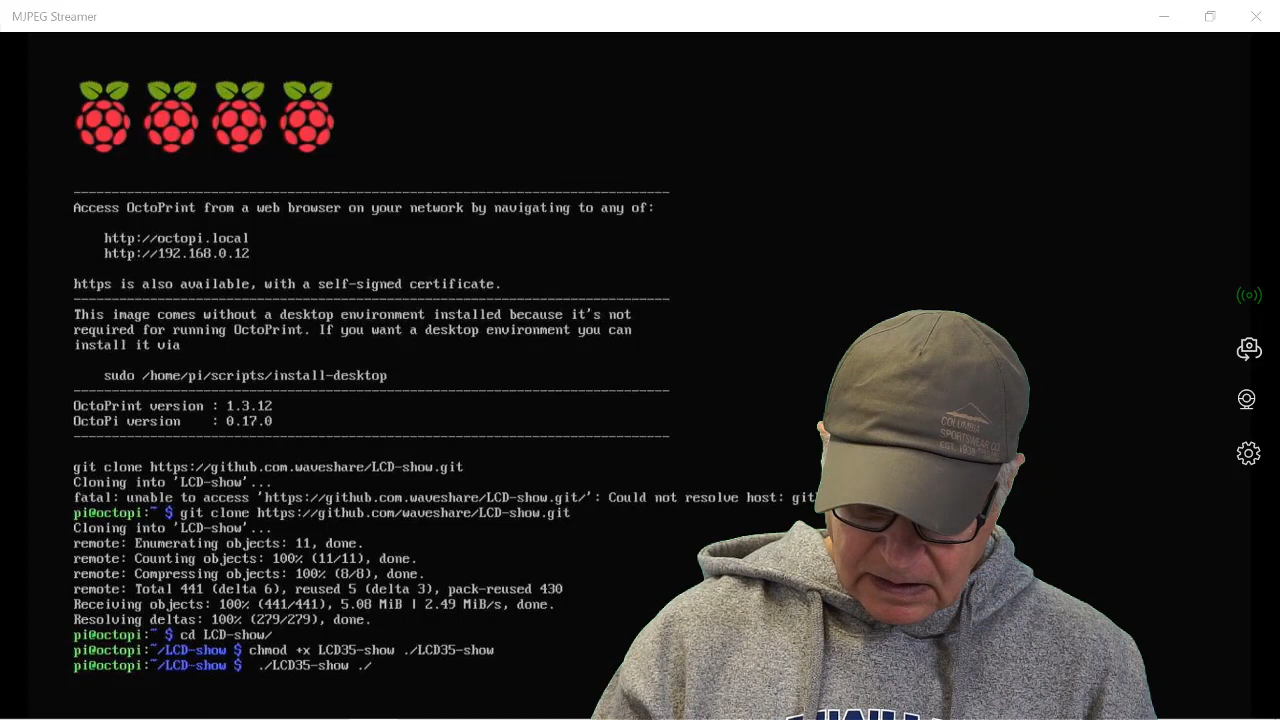 MJPEG Streamer
Access OctoPrint from a web browser on your network by navigating to any of:
http://octopi.local
http://192.168.0.12
https is also available, with a self-signed certificate.
This image comes without a desktop environment installed because it's not
required for running OctoPrint. If you want a desktop environment you can
install it via
sudo /home/pi/scripts/install-desktop
OctoPrint version : 1.3.12
OctoPi version : 0.17.0
git clone https://github.com.waveshare/LCD-show.git
Cloning into 'LCD-show'...
fatal: unable to access 'https://github.com.waveshare/LCD-show.git/': Could not resolve host: git
pi@octopi:~ $ git clone https://github.com/waveshare/LCD-show.git
Cloning into 'LCD-show'...
remote: Enumerating objects: 11, done.
remote: Counting objects: 100% (11/11), done.
remote: Compressing objects: 100% (8/8), done.
remote: Total 441 (delta 6), reused 5 (delta 3), pack-reused 430
Receiving objects: 100% (441/441), 5.08 MiB | 2.49 MiB/s, done.
Resolving deltas: 100% (279/279), done.
pi@octopi:~ $ cd LCD-show/
pi@octopi:~/LCD-show $ chmod +x LCD35-show ./LCD35-show
pi@octopi:~/LCD-show $ ./LCD35-show ./
COLUMBIA
SPORTSWEAR CO
EST. 1938